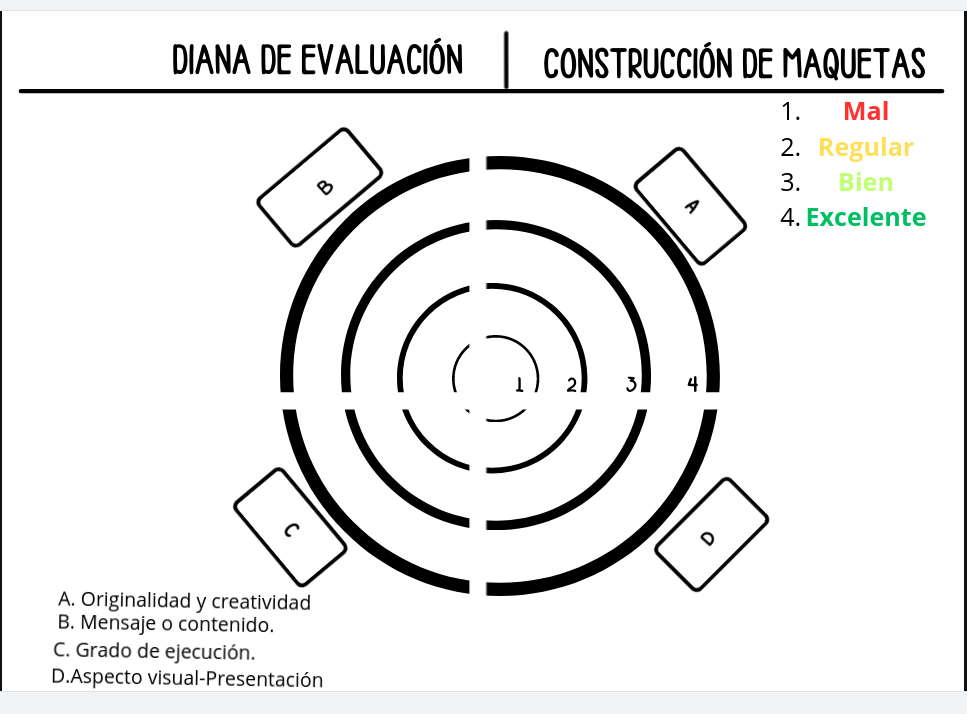 DIANA DE EVALUACIÓN
CONSTRUCCIÓN DE MAQUETAS
1. Mal
2. Regular
3. Bien
4. Excelente
B
A
1 2 3 4
C
D
A. Originalidad y creatividad
B. Mensaje o contenido.
C. Grado de ejecución.
D.Aspecto visual-Presentación